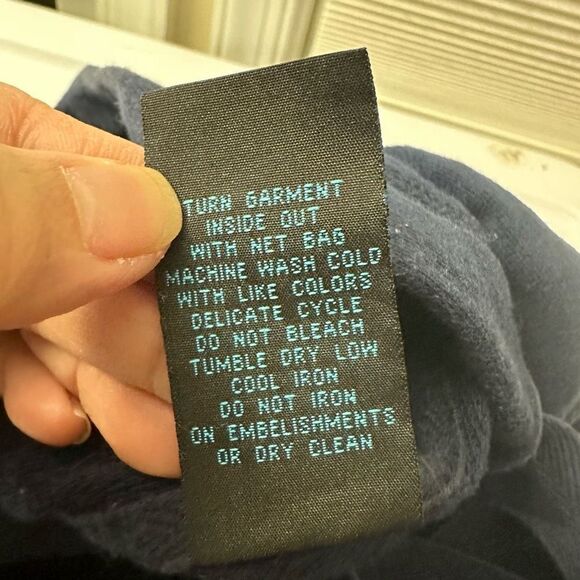 TURN GARMENT
INSIDE OUT
WITH NET BAG
MACHINE WASH COLD
WITH LIKE COLORS
DELICATE CYCLE
DO NOT BLEACH
TUMBLE DRY LOW
COOL IRON
DO NOT IRON
ON EMBELISHMENTS
OR DRY CLEAN